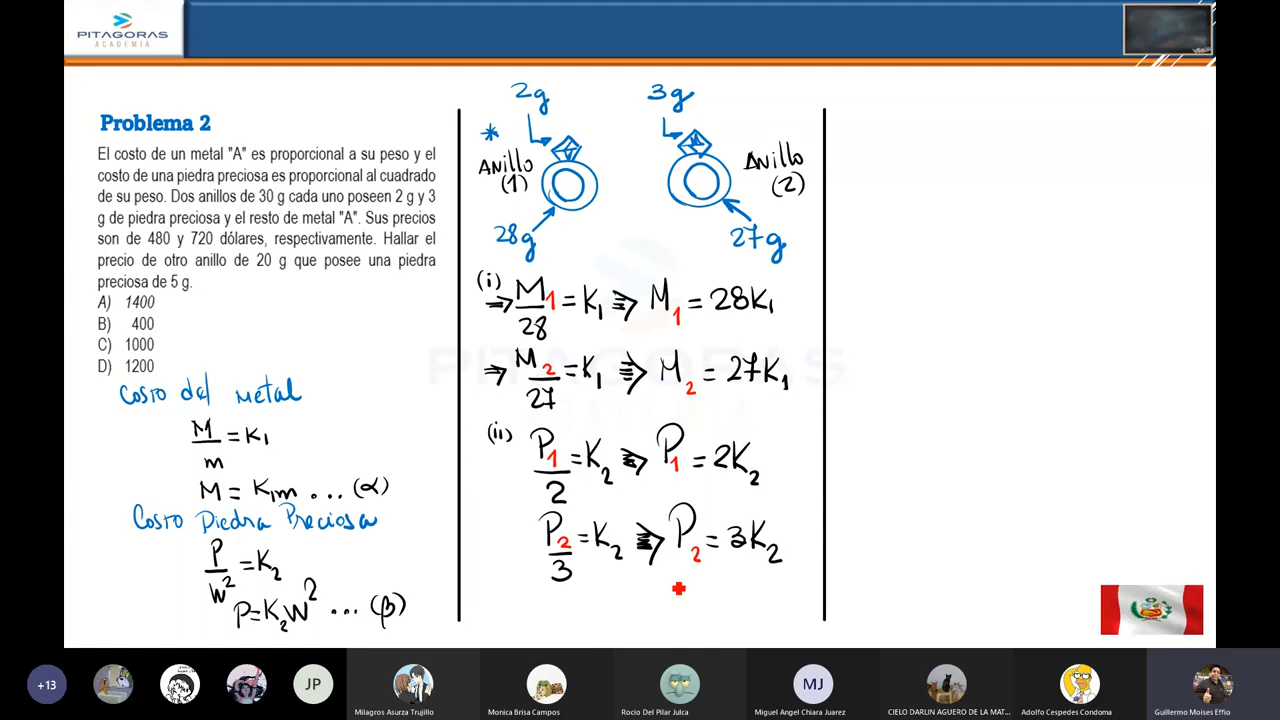 PITAGORAS
ACADEMIA
Problema 2
El costo de un metal "A" es proporcional a su peso y el
costo de una piedra preciosa es proporcional al cuadrado
de su peso. Dos anillos de 30 g cada uno poseen 2 g y 3
g de piedra preciosa y el resto de metal "A". Sus precios
son de 480 y 720 dólares, respectivamente. Hallar el
precio de otro anillo de 20 g que posee una piedra
preciosa de 5 g.
A) 1400
B) 400
C) 1000
D) 1200
Costo del metal
M/m = K₁
M = K₁m ... (α)
Costo Piedra Preciosa
P/W² = K₂
P=K₂W² ... (β)
2g
3g
*
ANILLO
(1)
ANILLO
(2)
28g
27g
(i)
⇒ M₁/28 = K₁ ⇒ M₁ = 28K₁
⇒ M₂/27 = K₁ ⇒ M₂ = 27K₁
(ii)
P₁/2 = K₂ ⇒ P₁ = 2K₂
P₂/3 = K₂ ⇒ P₂ = 3K₂
PITAGORAS
ACADEMIA
+13
JP
MJ
Milagros Asurza Trujillo
Monica Brisa Campos
Rocio Del Pilar Julca
Miguel Angel Chiara Juarez
CIELO DARLIN AGUERO DE LA MAT...
Adolfo Cespedes Condoma
Guillermo Moises Effio